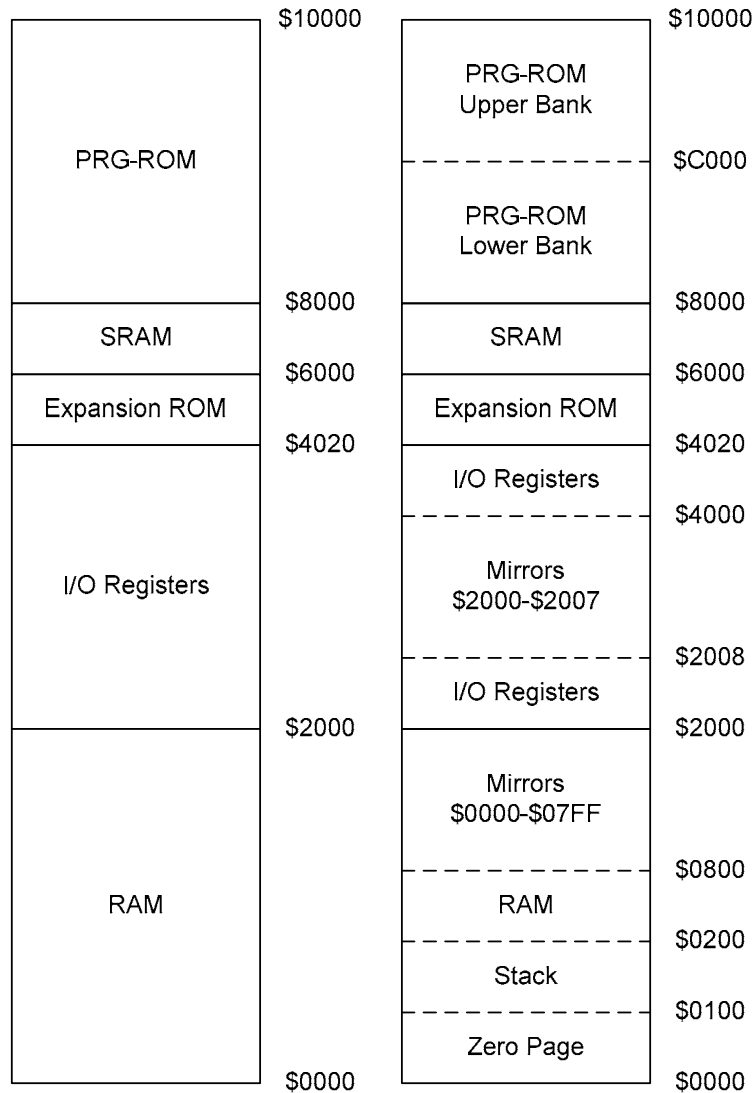 $10000
PRG-ROM
$8000
SRAM
$6000
Expansion ROM
$4020
I/O Registers
$2000
RAM
$0000
$10000
PRG-ROM
Upper Bank
$C000
PRG-ROM
Lower Bank
$8000
SRAM
$6000
Expansion ROM
$4020
I/O Registers
$4000
Mirrors
$2000-$2007
$2008
I/O Registers
$2000
Mirrors
$0000-$07FF
$0800
RAM
$0200
Stack
$0100
Zero Page
$0000